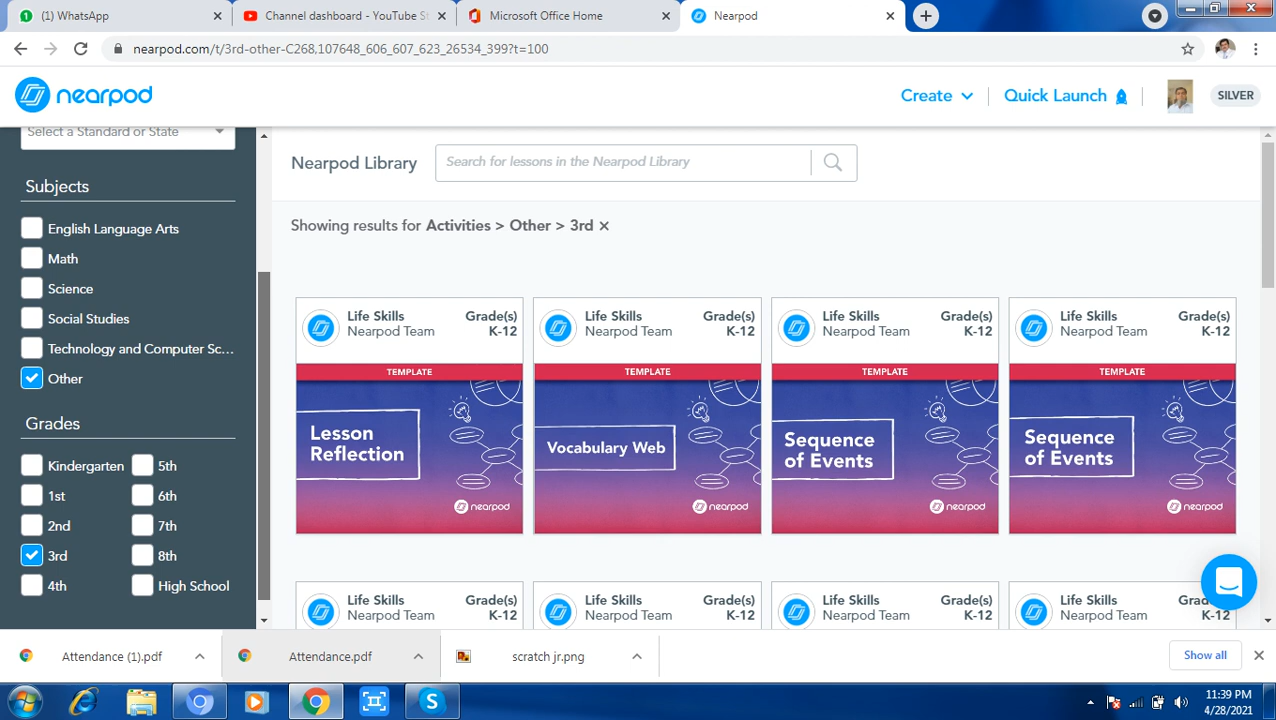 (1) WhatsApp
Channel dashboard - YouTube St
Microsoft Office Home
Nearpod
nearpod.com/t/3rd-other-C268,107648_606_607_623_26534_399?t=100
nearpod
Create
Quick Launch
SILVER
Select a Standard or State
Subjects
English Language Arts
Math
Science
Social Studies
Technology and Computer Sc...
Other
Grades
Kindergarten
5th
1st
6th
2nd
7th
3rd
8th
4th
High School
Nearpod Library
Search for lessons in the Nearpod Library
Showing results for Activities > Other > 3rd ×
Life Skills
Nearpod Team
Grade(s)
K-12
TEMPLATE
Lesson
Reflection
nearpod
Life Skills
Nearpod Team
Grade(s)
K-12
TEMPLATE
Vocabulary Web
nearpod
Life Skills
Nearpod Team
Grade(s)
K-12
TEMPLATE
Sequence
of Events
nearpod
Life Skills
Nearpod Team
Grade(s)
K-12
TEMPLATE
Sequence
of Events
nearpod
Life Skills
Nearpod Team
Grade(s)
K-12
Life Skills
Nearpod Team
Grade(s)
K-12
Life Skills
Nearpod Team
Grade(s)
K-12
Life Skills
Nearpod Team
Grad
K-12
Attendance (1).pdf
Attendance.pdf
scratch jr.png
Show all
11:39 PM
4/28/2021